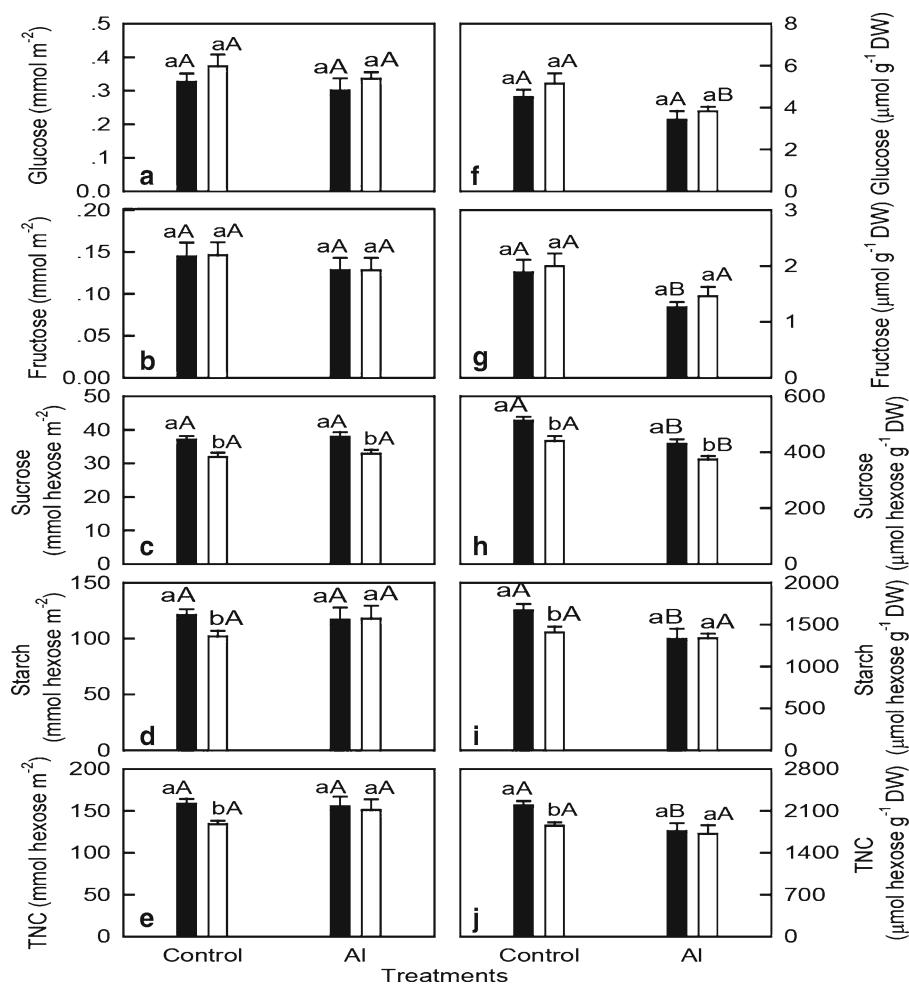 Glucose (mmol m-2)
.5
.4
.3
.2
.1
0.0
aA
aA
aA
aA
a
8
6
4
2
0
Glucose (μmol g-1 DW)
aA
aA
aA
aB
f
Fructose (mmol m-2)
.20
.15
.10
.05
0.00
aA
aA
aA
aA
b
3
2
1
0
Fructose (μmol g-1 DW)
aA
aA
aB
aA
g
Sucrose
(mmol hexose m-2)
50
40
30
20
10
0
aA
bA
aA
bA
c
600
400
200
0
Sucrose
(μmol hexose g-1 DW)
aA
bA
aB
bB
h
Starch
(mmol hexose m-2)
150
100
50
0
aA
bA
aA
aA
d
2000
1500
1000
500
0
Starch
(μmol hexose g-1 DW)
aA
bA
aB
aA
i
TNC (mmol hexose m-2)
200
150
100
50
0
aA
bA
aA
aA
e
2800
2100
1400
700
0
TNC
(μmol hexose g-1 DW)
aA
bA
aB
aA
j
Control
Al
Control
Al
Treatments